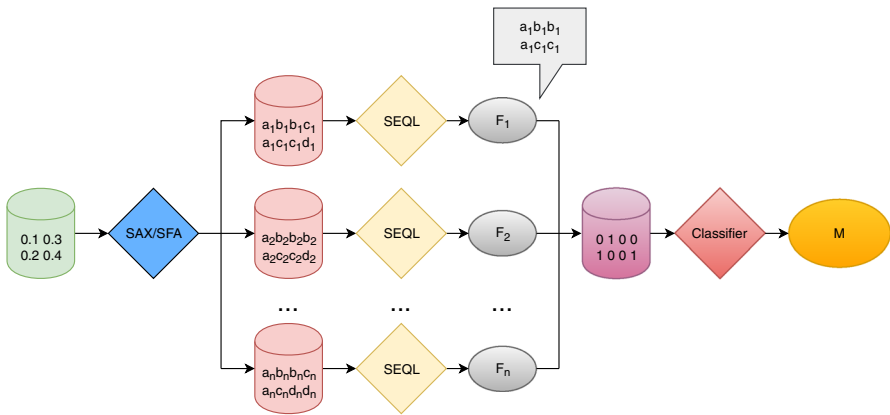 a₁b₁b₁
a₁c₁c₁
a₁b₁b₁c₁
a₁c₁c₁d₁
SEQL
F₁
0.1 0.3
0.2 0.4
SAX/SFA
a₂b₂b₂b₂
a₂c₂c₂d₂
SEQL
F₂
0 1 0 0
1 0 0 1
Classifier
M
...
...
...
aₙbₙbₙcₙ
aₙcₙdₙdₙ
SEQL
Fₙ